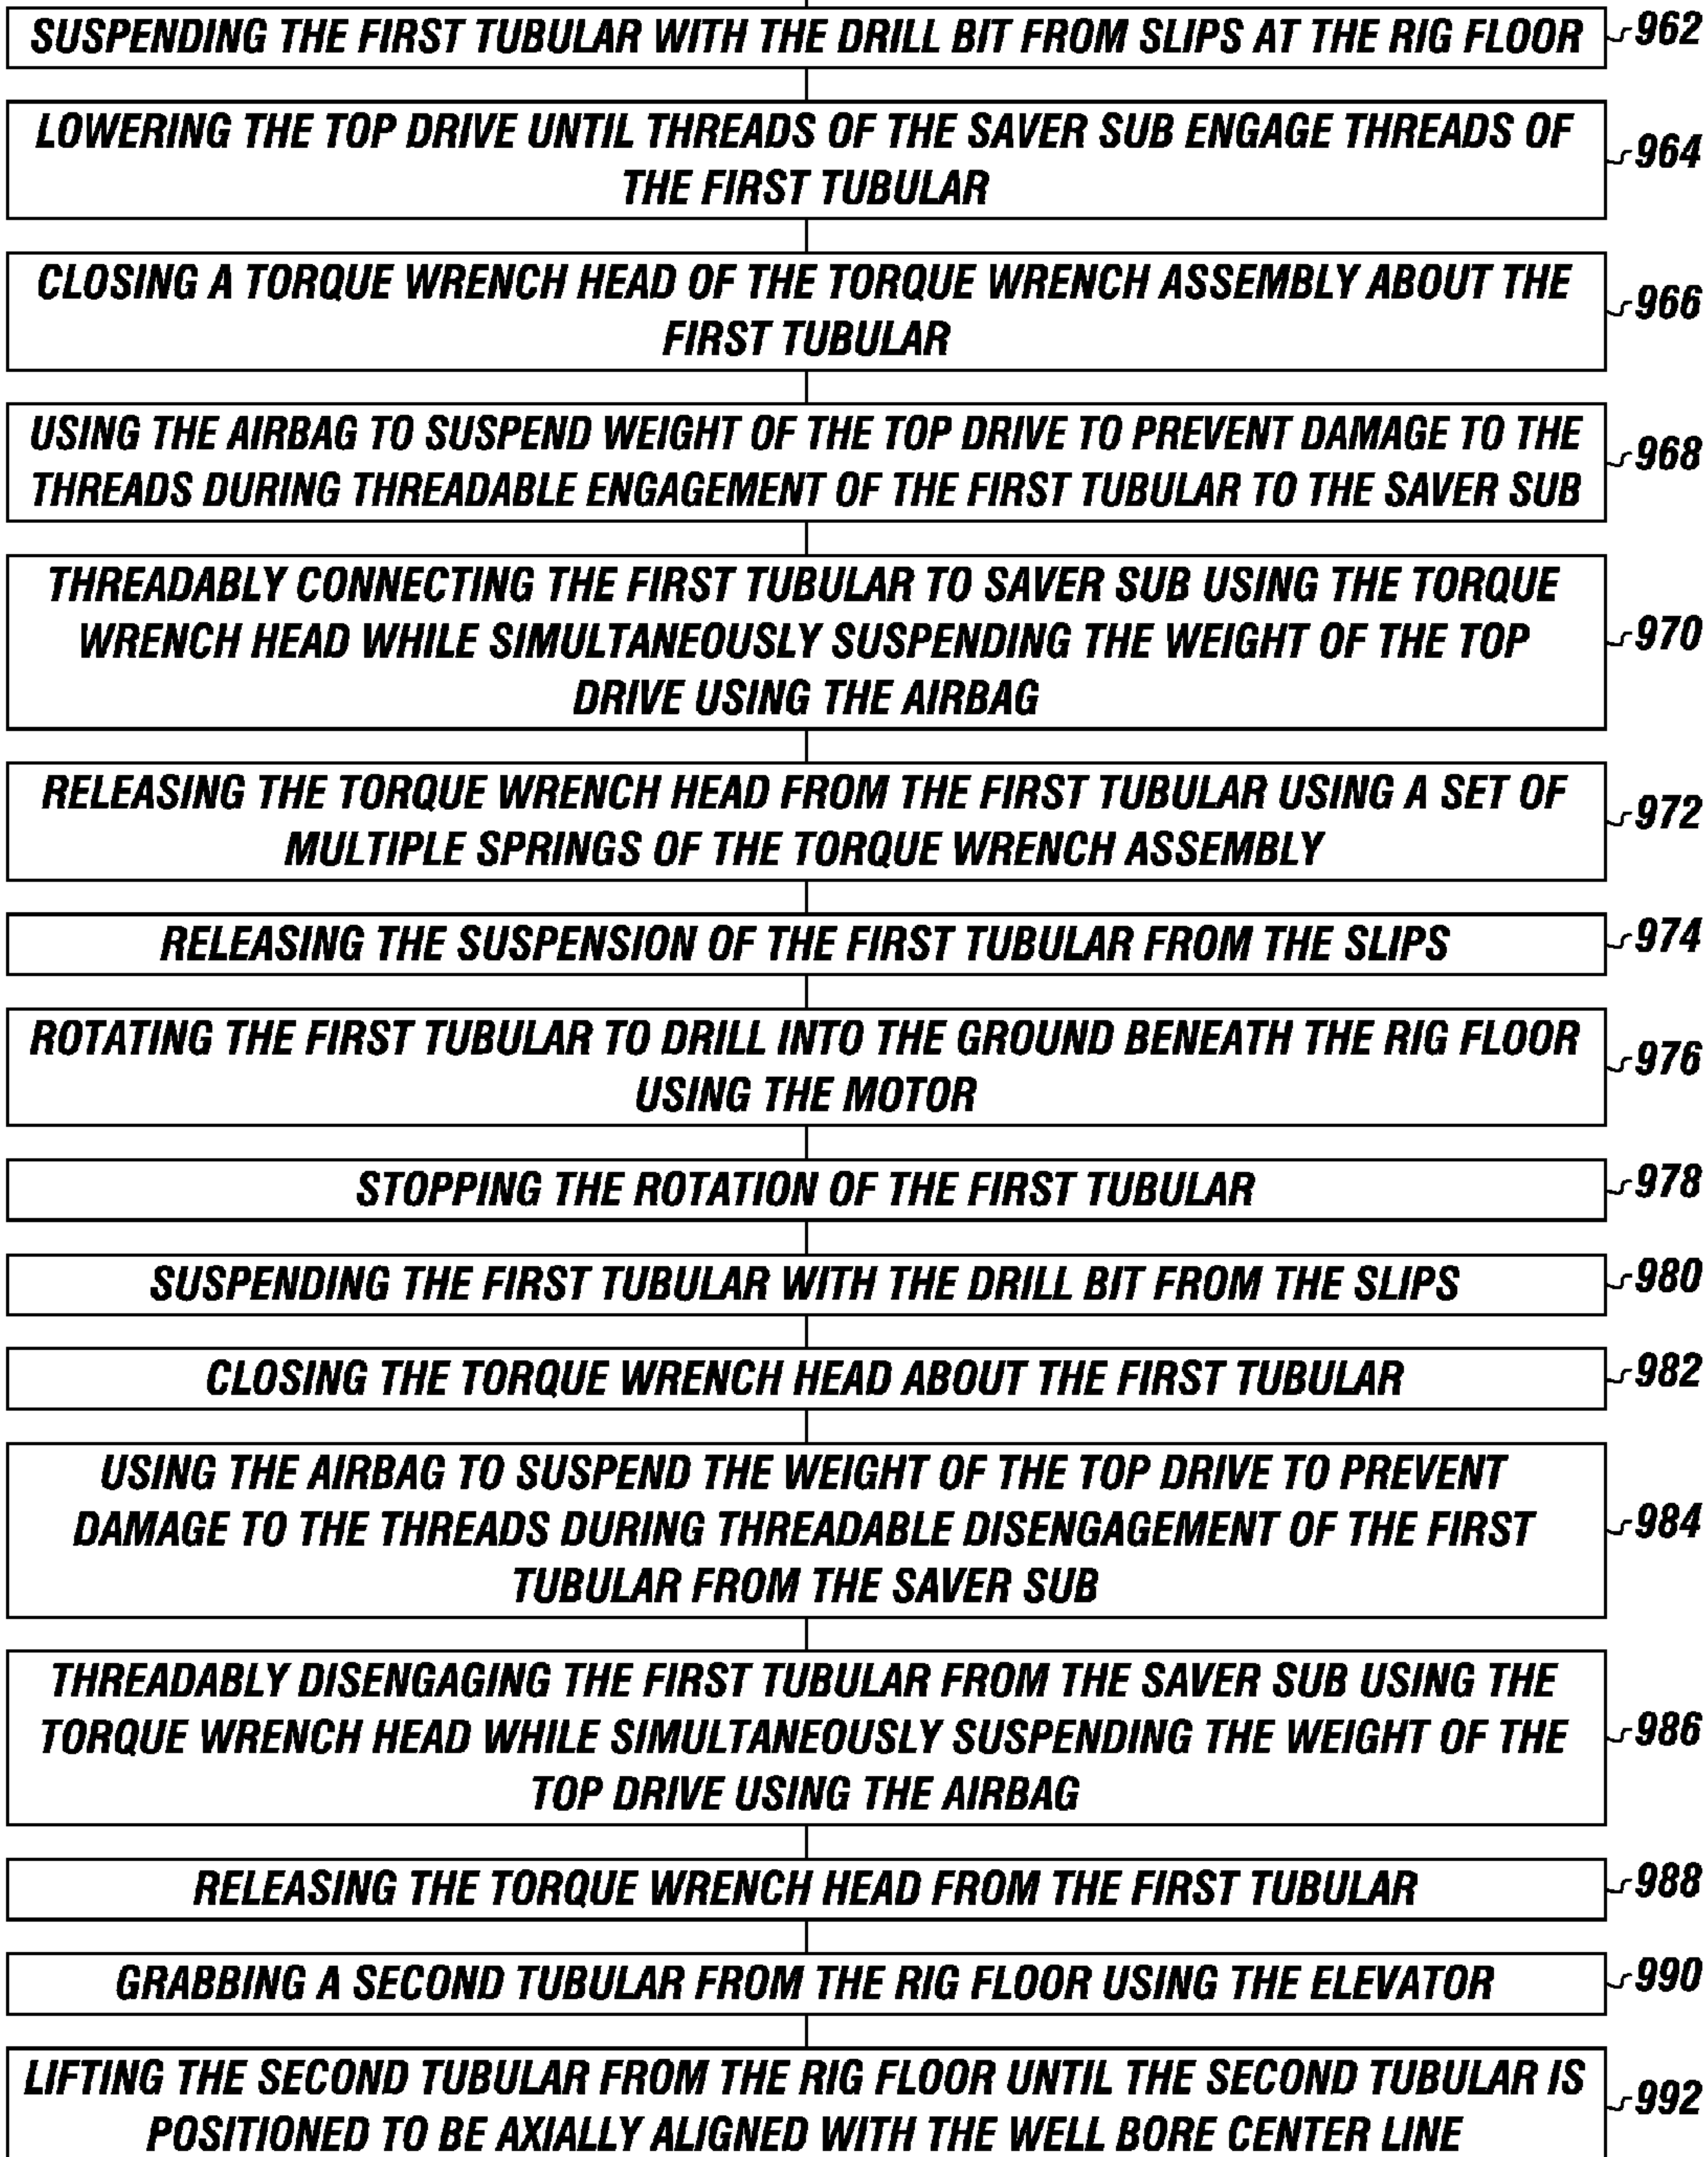 SUSPENDING THE FIRST TUBULAR WITH THE DRILL BIT FROM SLIPS AT THE RIG FLOOR
962
LOWERING THE TOP DRIVE UNTIL THREADS OF THE SAVER SUB ENGAGE THREADS OF
THE FIRST TUBULAR
964
CLOSING A TORQUE WRENCH HEAD OF THE TORQUE WRENCH ASSEMBLY ABOUT THE
FIRST TUBULAR
966
USING THE AIRBAG TO SUSPEND WEIGHT OF THE TOP DRIVE TO PREVENT DAMAGE TO THE
THREADS DURING THREADABLE ENGAGEMENT OF THE FIRST TUBULAR TO THE SAVER SUB
968
THREADABLY CONNECTING THE FIRST TUBULAR TO SAVER SUB USING THE TORQUE
WRENCH HEAD WHILE SIMULTANEOUSLY SUSPENDING THE WEIGHT OF THE TOP
DRIVE USING THE AIRBAG
970
RELEASING THE TORQUE WRENCH HEAD FROM THE FIRST TUBULAR USING A SET OF
MULTIPLE SPRINGS OF THE TORQUE WRENCH ASSEMBLY
972
RELEASING THE SUSPENSION OF THE FIRST TUBULAR FROM THE SLIPS
974
ROTATING THE FIRST TUBULAR TO DRILL INTO THE GROUND BENEATH THE RIG FLOOR
USING THE MOTOR
976
STOPPING THE ROTATION OF THE FIRST TUBULAR
978
SUSPENDING THE FIRST TUBULAR WITH THE DRILL BIT FROM THE SLIPS
980
CLOSING THE TORQUE WRENCH HEAD ABOUT THE FIRST TUBULAR
982
USING THE AIRBAG TO SUSPEND THE WEIGHT OF THE TOP DRIVE TO PREVENT
DAMAGE TO THE THREADS DURING THREADABLE DISENGAGEMENT OF THE FIRST
TUBULAR FROM THE SAVER SUB
984
THREADABLY DISENGAGING THE FIRST TUBULAR FROM THE SAVER SUB USING THE
TORQUE WRENCH HEAD WHILE SIMULTANEOUSLY SUSPENDING THE WEIGHT OF THE
TOP DRIVE USING THE AIRBAG
986
RELEASING THE TORQUE WRENCH HEAD FROM THE FIRST TUBULAR
988
GRABBING A SECOND TUBULAR FROM THE RIG FLOOR USING THE ELEVATOR
990
LIFTING THE SECOND TUBULAR FROM THE RIG FLOOR UNTIL THE SECOND TUBULAR IS
POSITIONED TO BE AXIALLY ALIGNED WITH THE WELL BORE CENTER LINE
992